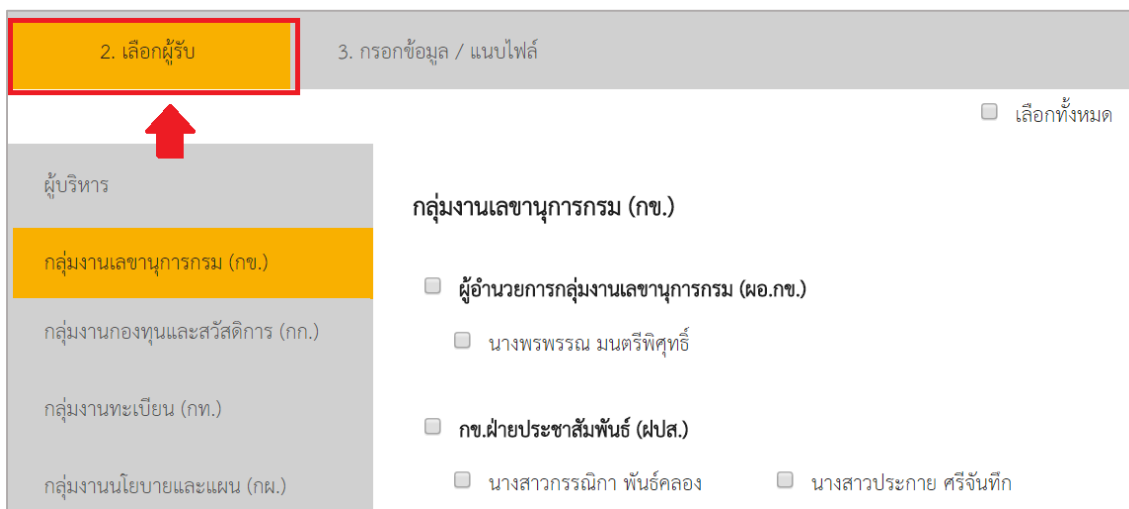 2. เลือกผู้รับ 3. กรอกข้อมูล / แนบไฟล์
เลือกทั้งหมด
ผู้บริหาร
กลุ่มงานเลขานุการกรม (กข.)
กลุ่มงานกองทุนและสวัสดิการ (กก.)
กลุ่มงานทะเบียน (กท.)
กลุ่มงานนโยบายและแผน (กผ.)
กลุ่มงานเลขานุการกรม (กข.)
ผู้อำนวยการกลุ่มงานเลขานุการกรม (ผอ.กข.)
นางพรพรรณ มนตรีพิศุทธิ์
กข.ฝ่ายประชาสัมพันธ์ (ฝปส.)
นางสาวกรรณิกา พันธ์คลอง นางสาวประกาย ศรีจันทึก